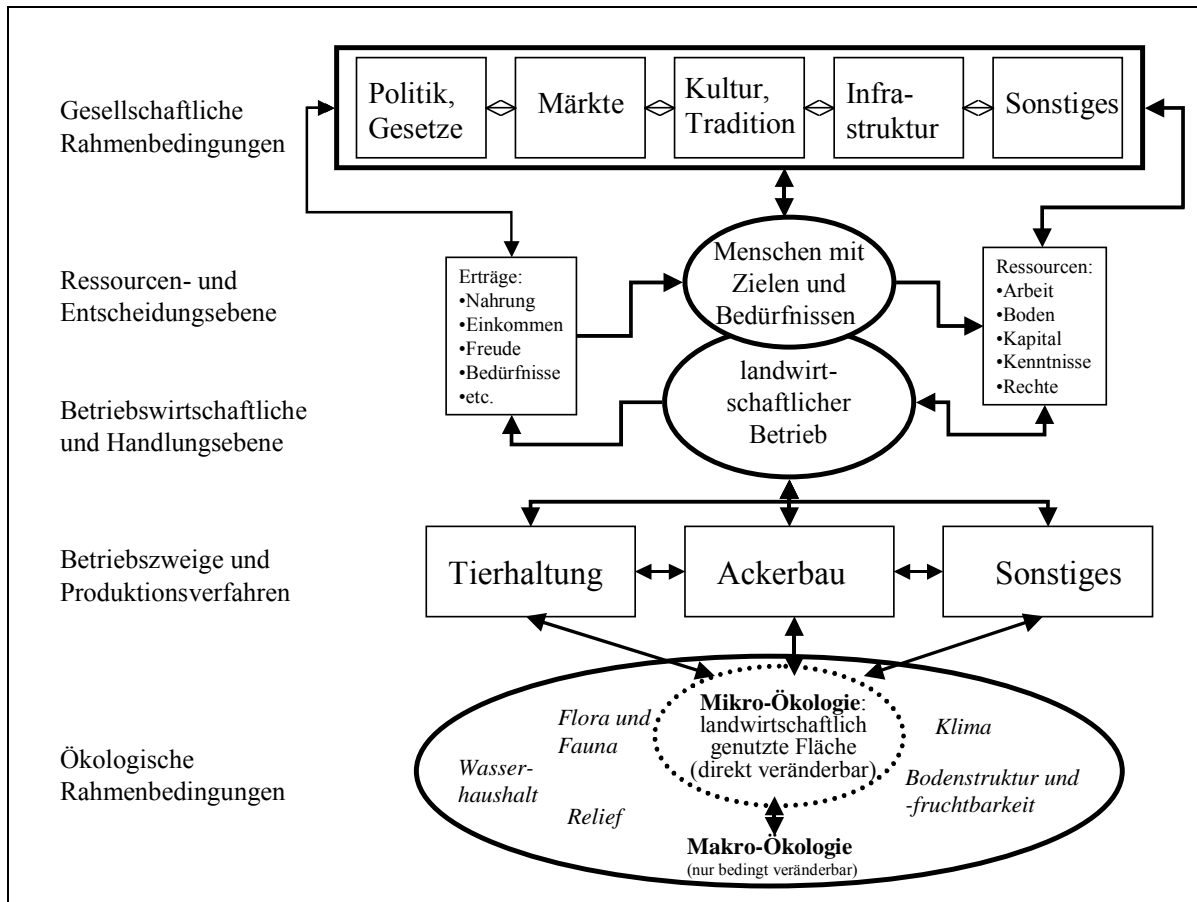 Gesellschaftliche
Rahmenbedingungen
Politik,
Gesetze
Märkte
Kultur,
Tradition
Infra-
struktur
Sonstiges
Ressourcen- und
Entscheidungsebene
Erträge:
•Nahrung
•Einkommen
•Freude
•Bedürfnisse
•etc.
Menschen mit
Zielen und
Bedürfnissen
Ressourcen:
•Arbeit
•Boden
•Kapital
•Kenntnisse
•Rechte
Betriebswirtschaftliche
und Handlungsebene
landwirt-
schaftlicher
Betrieb
Betriebszweige und
Produktionsverfahren
Tierhaltung
Ackerbau
Sonstiges
Ökologische
Rahmenbedingungen
Flora und
Fauna
Wasser-
haushalt
Relief
Mikro-Ökologie:
landwirtschaftlich
genutzte Fläche
(direkt veränderbar)
Klima
Bodenstruktur und
-fruchtbarkeit
Makro-Ökologie
(nur bedingt veränderbar)